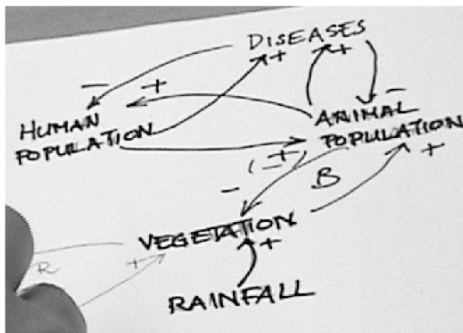 DISEASES
HUMAN
POPULATION
ANIMAL
POPULATION
(-)
B
VEGETATION
R
RAINFALL